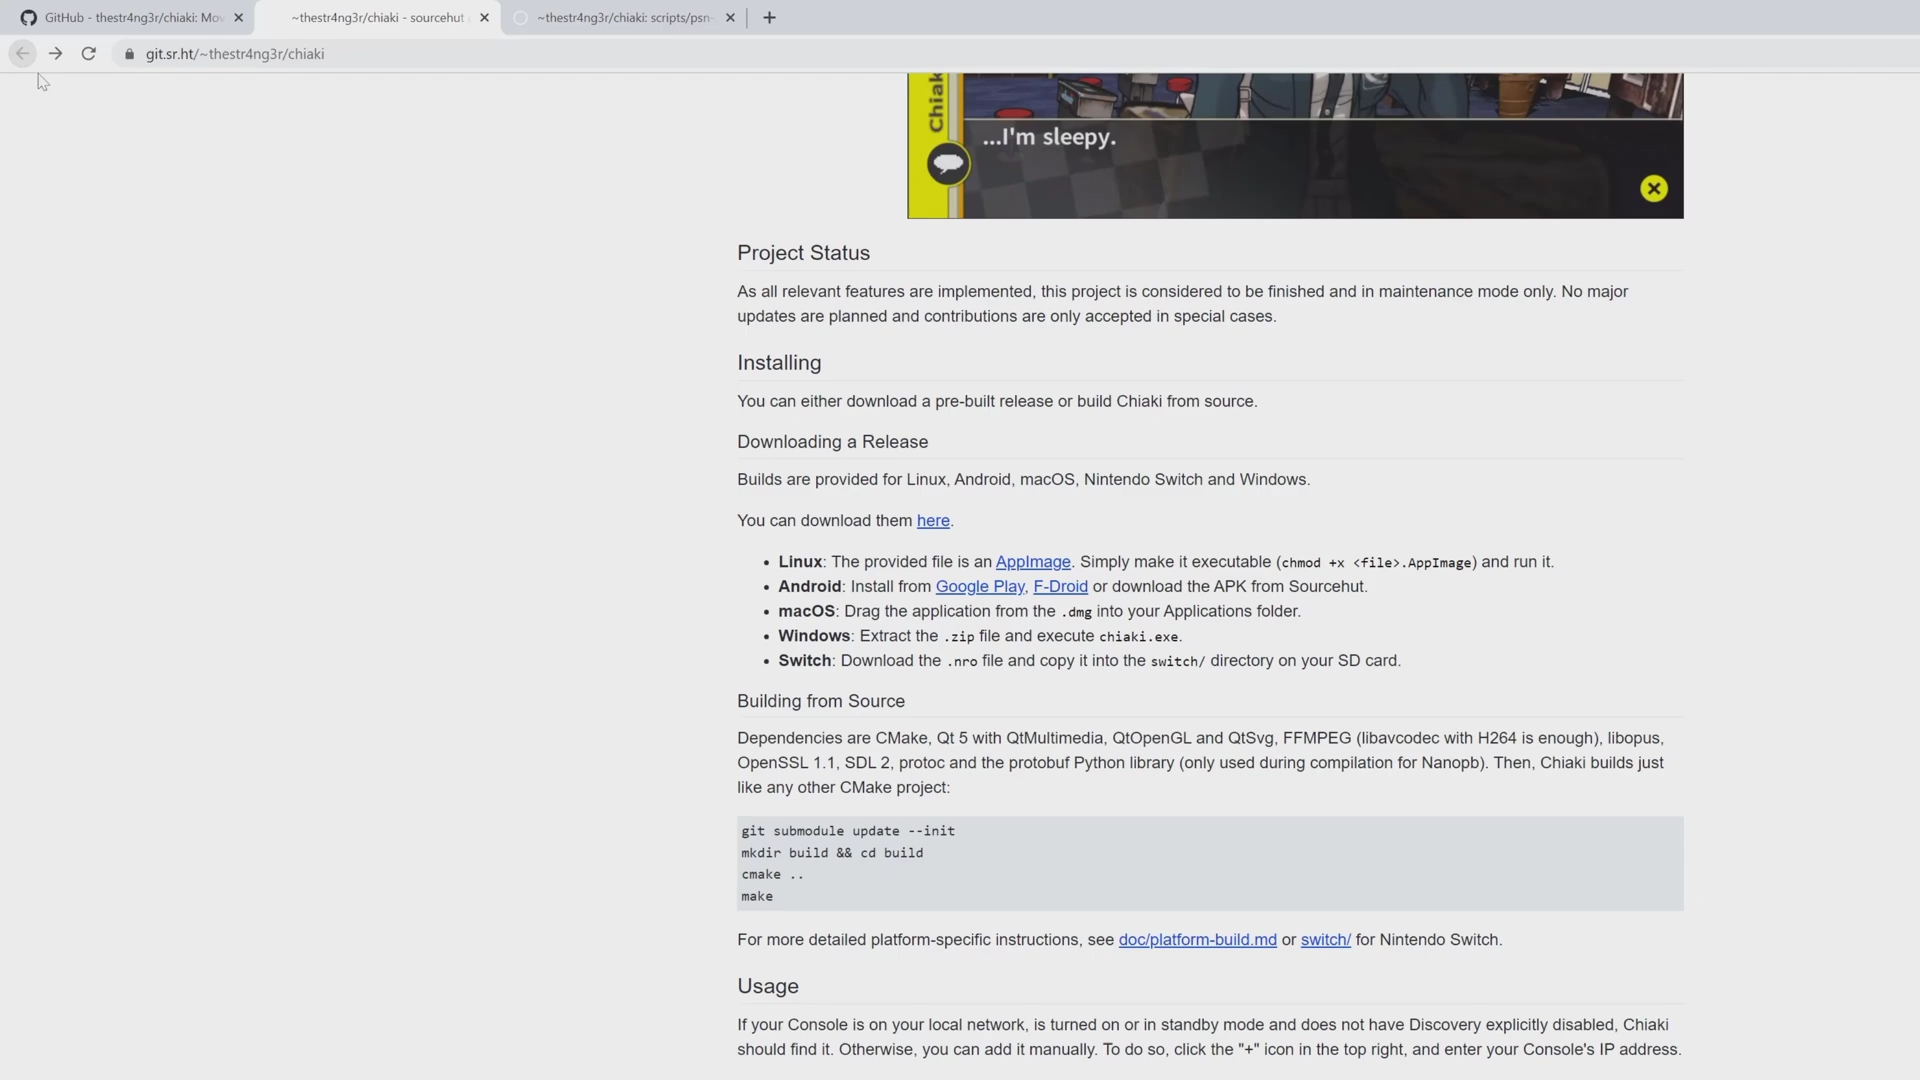 GitHub - thestr4ng3r/chiaki: Mov
~thestr4ng3r/chiaki - sourcehut
~thestr4ng3r/chiaki: scripts/psn-
git.sr.ht/~thestr4ng3r/chiaki
Chiak
...I'm sleepy.
Project Status
As all relevant features are implemented, this project is considered to be finished and in maintenance mode only. No major
updates are planned and contributions are only accepted in special cases.
Installing
You can either download a pre-built release or build Chiaki from source.
Downloading a Release
Builds are provided for Linux, Android, macOS, Nintendo Switch and Windows.
You can download them here.
• Linux: The provided file is an AppImage. Simply make it executable (chmod +x <file>.AppImage) and run it.
• Android: Install from Google Play, F-Droid or download the APK from Sourcehut.
• macOS: Drag the application from the .dmg into your Applications folder.
• Windows: Extract the .zip file and execute chiaki.exe.
• Switch: Download the .nro file and copy it into the switch/ directory on your SD card.
Building from Source
Dependencies are CMake, Qt 5 with QtMultimedia, QtOpenGL and QtSvg, FFMPEG (libavcodec with H264 is enough), libopus,
OpenSSL 1.1, SDL 2, protoc and the protobuf Python library (only used during compilation for Nanopb). Then, Chiaki builds just
like any other CMake project:
git submodule update --init
mkdir build && cd build
cmake ..
make
For more detailed platform-specific instructions, see doc/platform-build.md or switch/ for Nintendo Switch.
Usage
If your Console is on your local network, is turned on or in standby mode and does not have Discovery explicitly disabled, Chiaki
should find it. Otherwise, you can add it manually. To do so, click the "+" icon in the top right, and enter your Console's IP address.